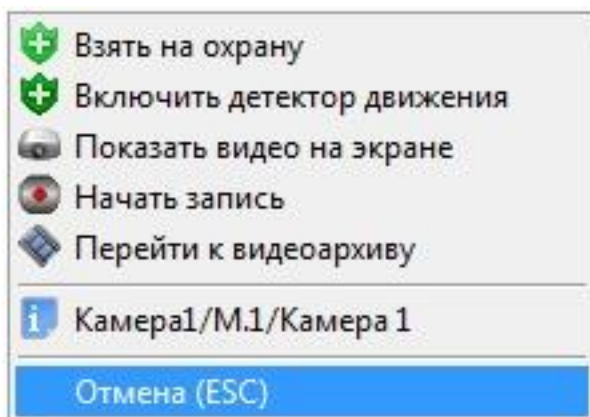 Взять на охрану
Включить детектор движения
Показать видео на экране
Начать запись
Перейти к видеоархиву
Камера1/М.1/Камера 1
Отмена (ESC)